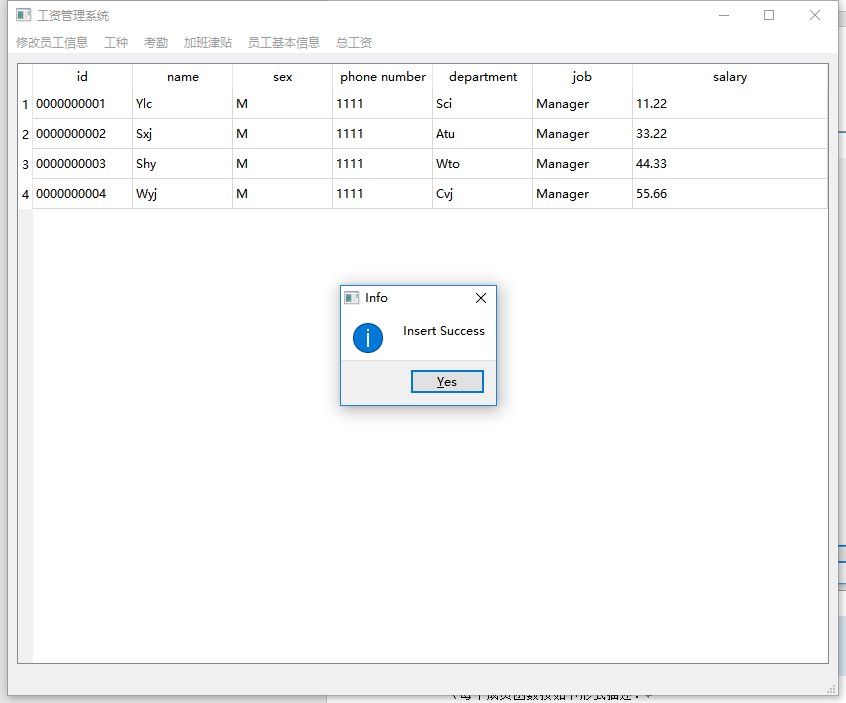 工资管理系统
修改员工信息 工种 考勤 加班津贴 员工基本信息 总工资
id name sex phone number department job salary
1 0000000001 Ylc M 1111 Sci Manager 11.22
2 0000000002 Sxj M 1111 Atu Manager 33.22
3 0000000003 Shy M 1111 Wto Manager 44.33
4 0000000004 Wyj M 1111 Cvj Manager 55.66
Info
Insert Success
Yes